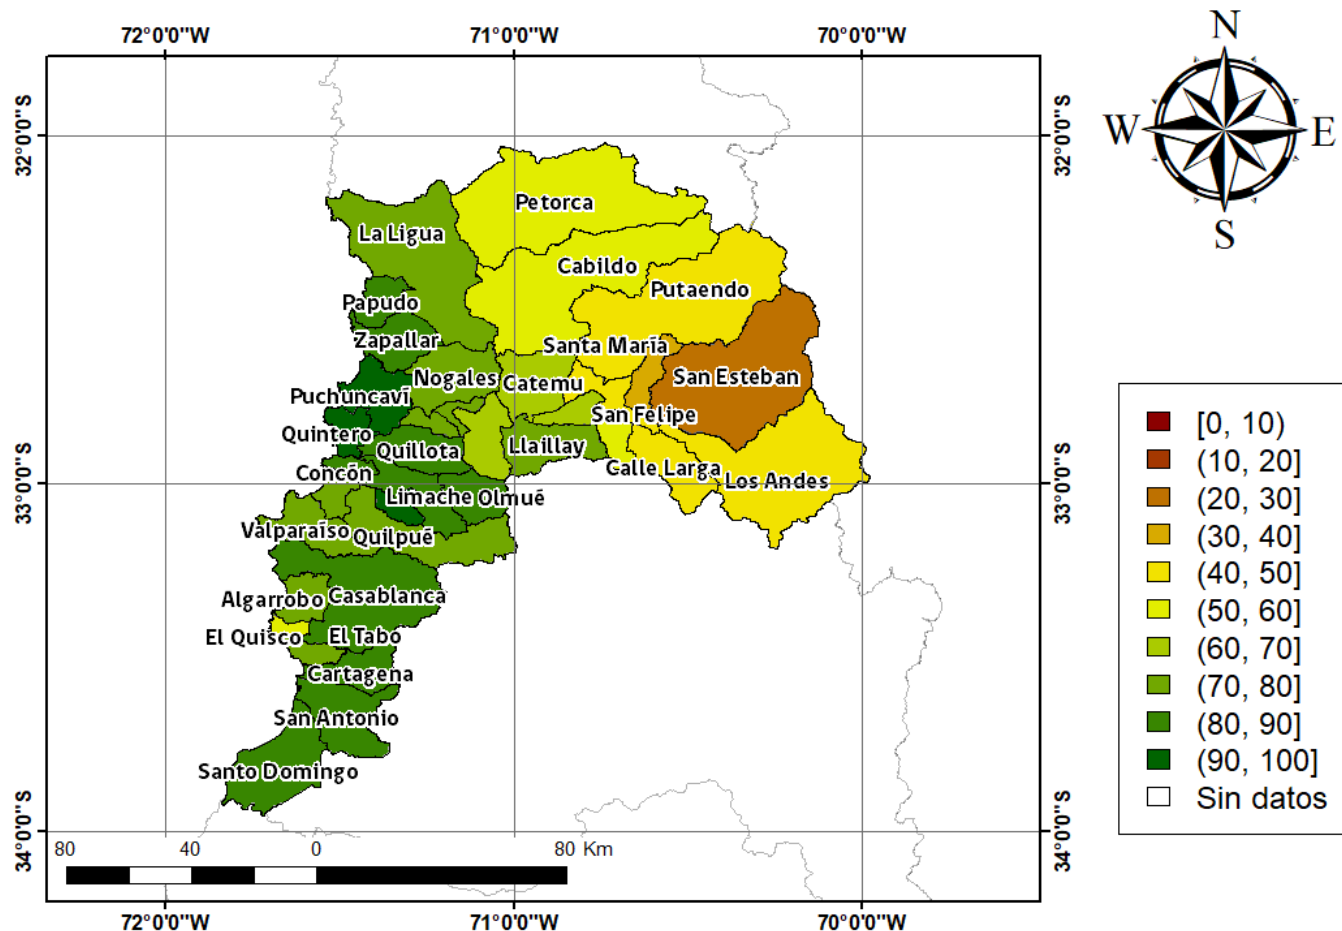 72°0'0"W 71°0'0"W 70°0'0"W
N
W E
S
32°0'0"S 32°0'0"S
Petorca
La Ligua
Cabildo
Putaendo
Papudo
Zapallar
Santa María
Nogales Catemu San Esteban
Puchuncaví
San Felipe
Quintero
Quillota Llaillay
Concón Calle Larga Los Andes
33°0'0"S 33°0'0"S
Limache Olmué
Valparaíso Quilpué
Algarrobo Casablanca
El Quisco El Tabo
Cartagena
San Antonio
Santo Domingo
34°0'0"S 34°0'0"S
80 40 0 80 Km
72°0'0"W 71°0'0"W 70°0'0"W
[0, 10)
(10, 20]
(20, 30]
(30, 40]
(40, 50]
(50, 60]
(60, 70]
(70, 80]
(80, 90]
(90, 100]
Sin datos